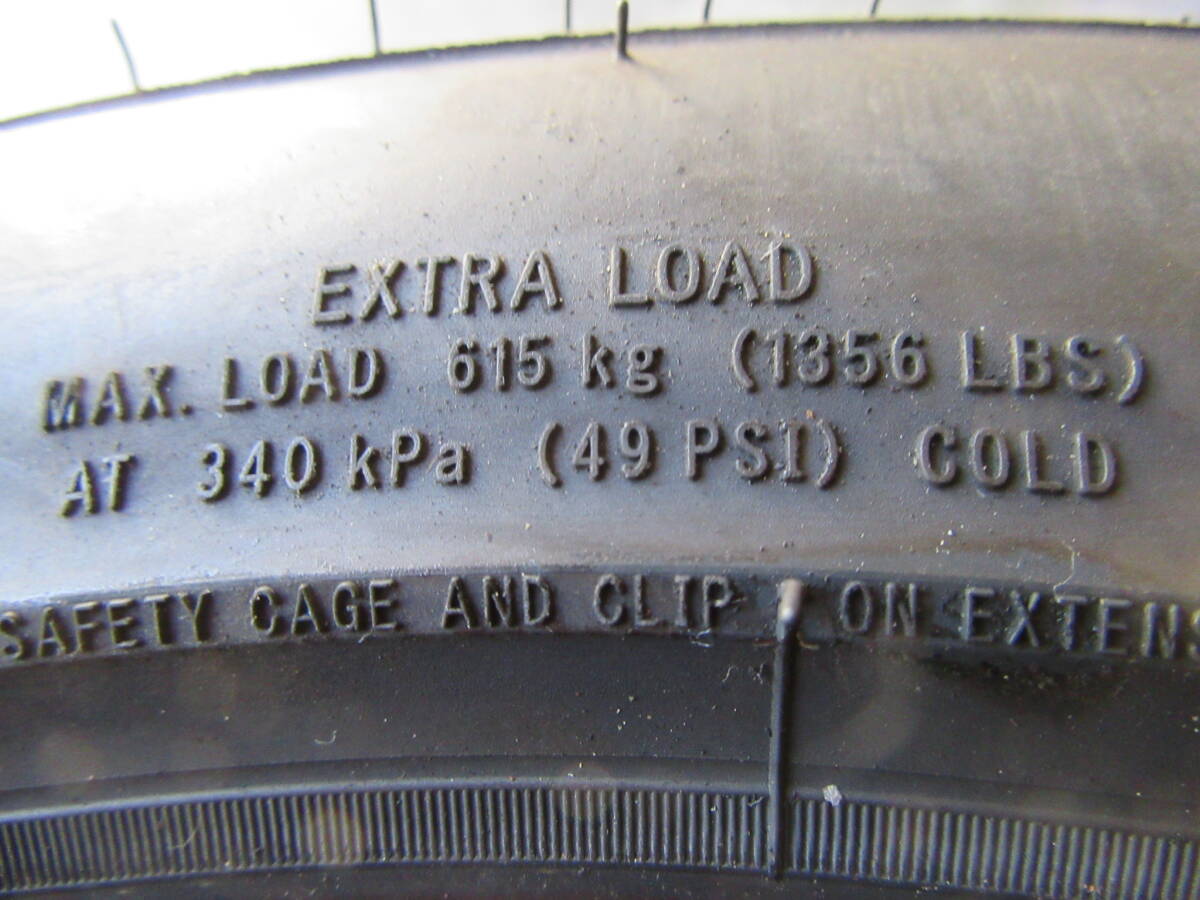 EXTRA LOAD
MAX. LOAD 615 kg (1356 LBS)
AT 340 kPa (49 PSI) COLD
SAFETY CAGE AND CLIP ON EXTENS